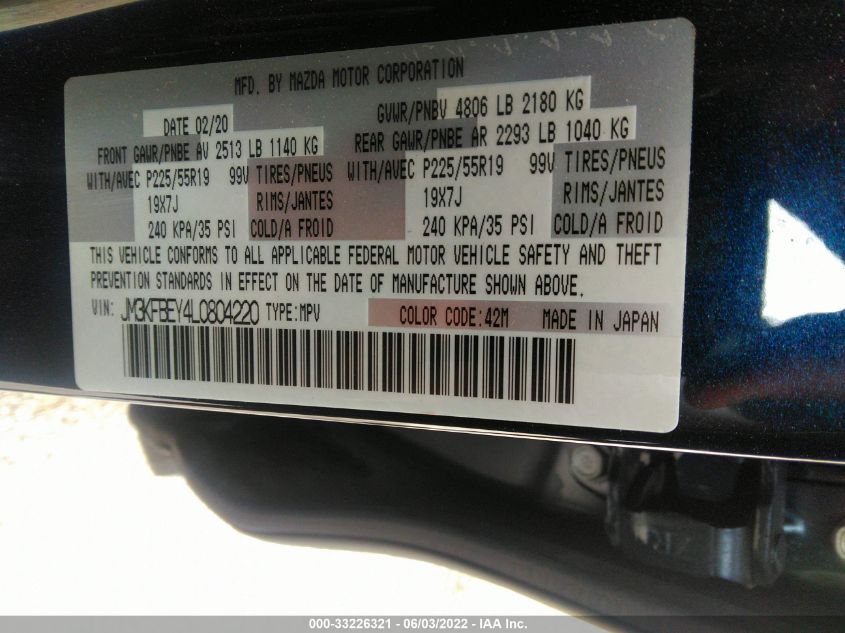 MFD. BY MAZDA MOTOR CORPORATION
DATE 02/20 GVWR/PNBV 4806 LB 2180 KG
FRONT GAWR/PNBE AV 2513 LB 1140 KG REAR GAWR/PNBE AR 2293 LB 1040 KG
WITH/AVEC P225/55R19 99V TIRES/PNEUS WITH/AVEC P225/55R19 99V TIRES/PNEUS
19X7J RIMS/JANTES 19X7J RIMS/JANTES
240 KPA/35 PSI COLD/A FROID 240 KPA/35 PSI COLD/A FROID
THIS VEHICLE CONFORMS TO ALL APPLICABLE FEDERAL MOTOR VEHICLE SAFETY AND THEFT
PREVENTION STANDARDS IN EFFECT ON THE DATE OF MANUFACTURE SHOWN ABOVE.
VIN: JM3KFBEY4L0804220 TYPE:MPV COLOR CODE:42M MADE IN JAPAN
000-33226321 - 06/03/2022 - IAA Inc.